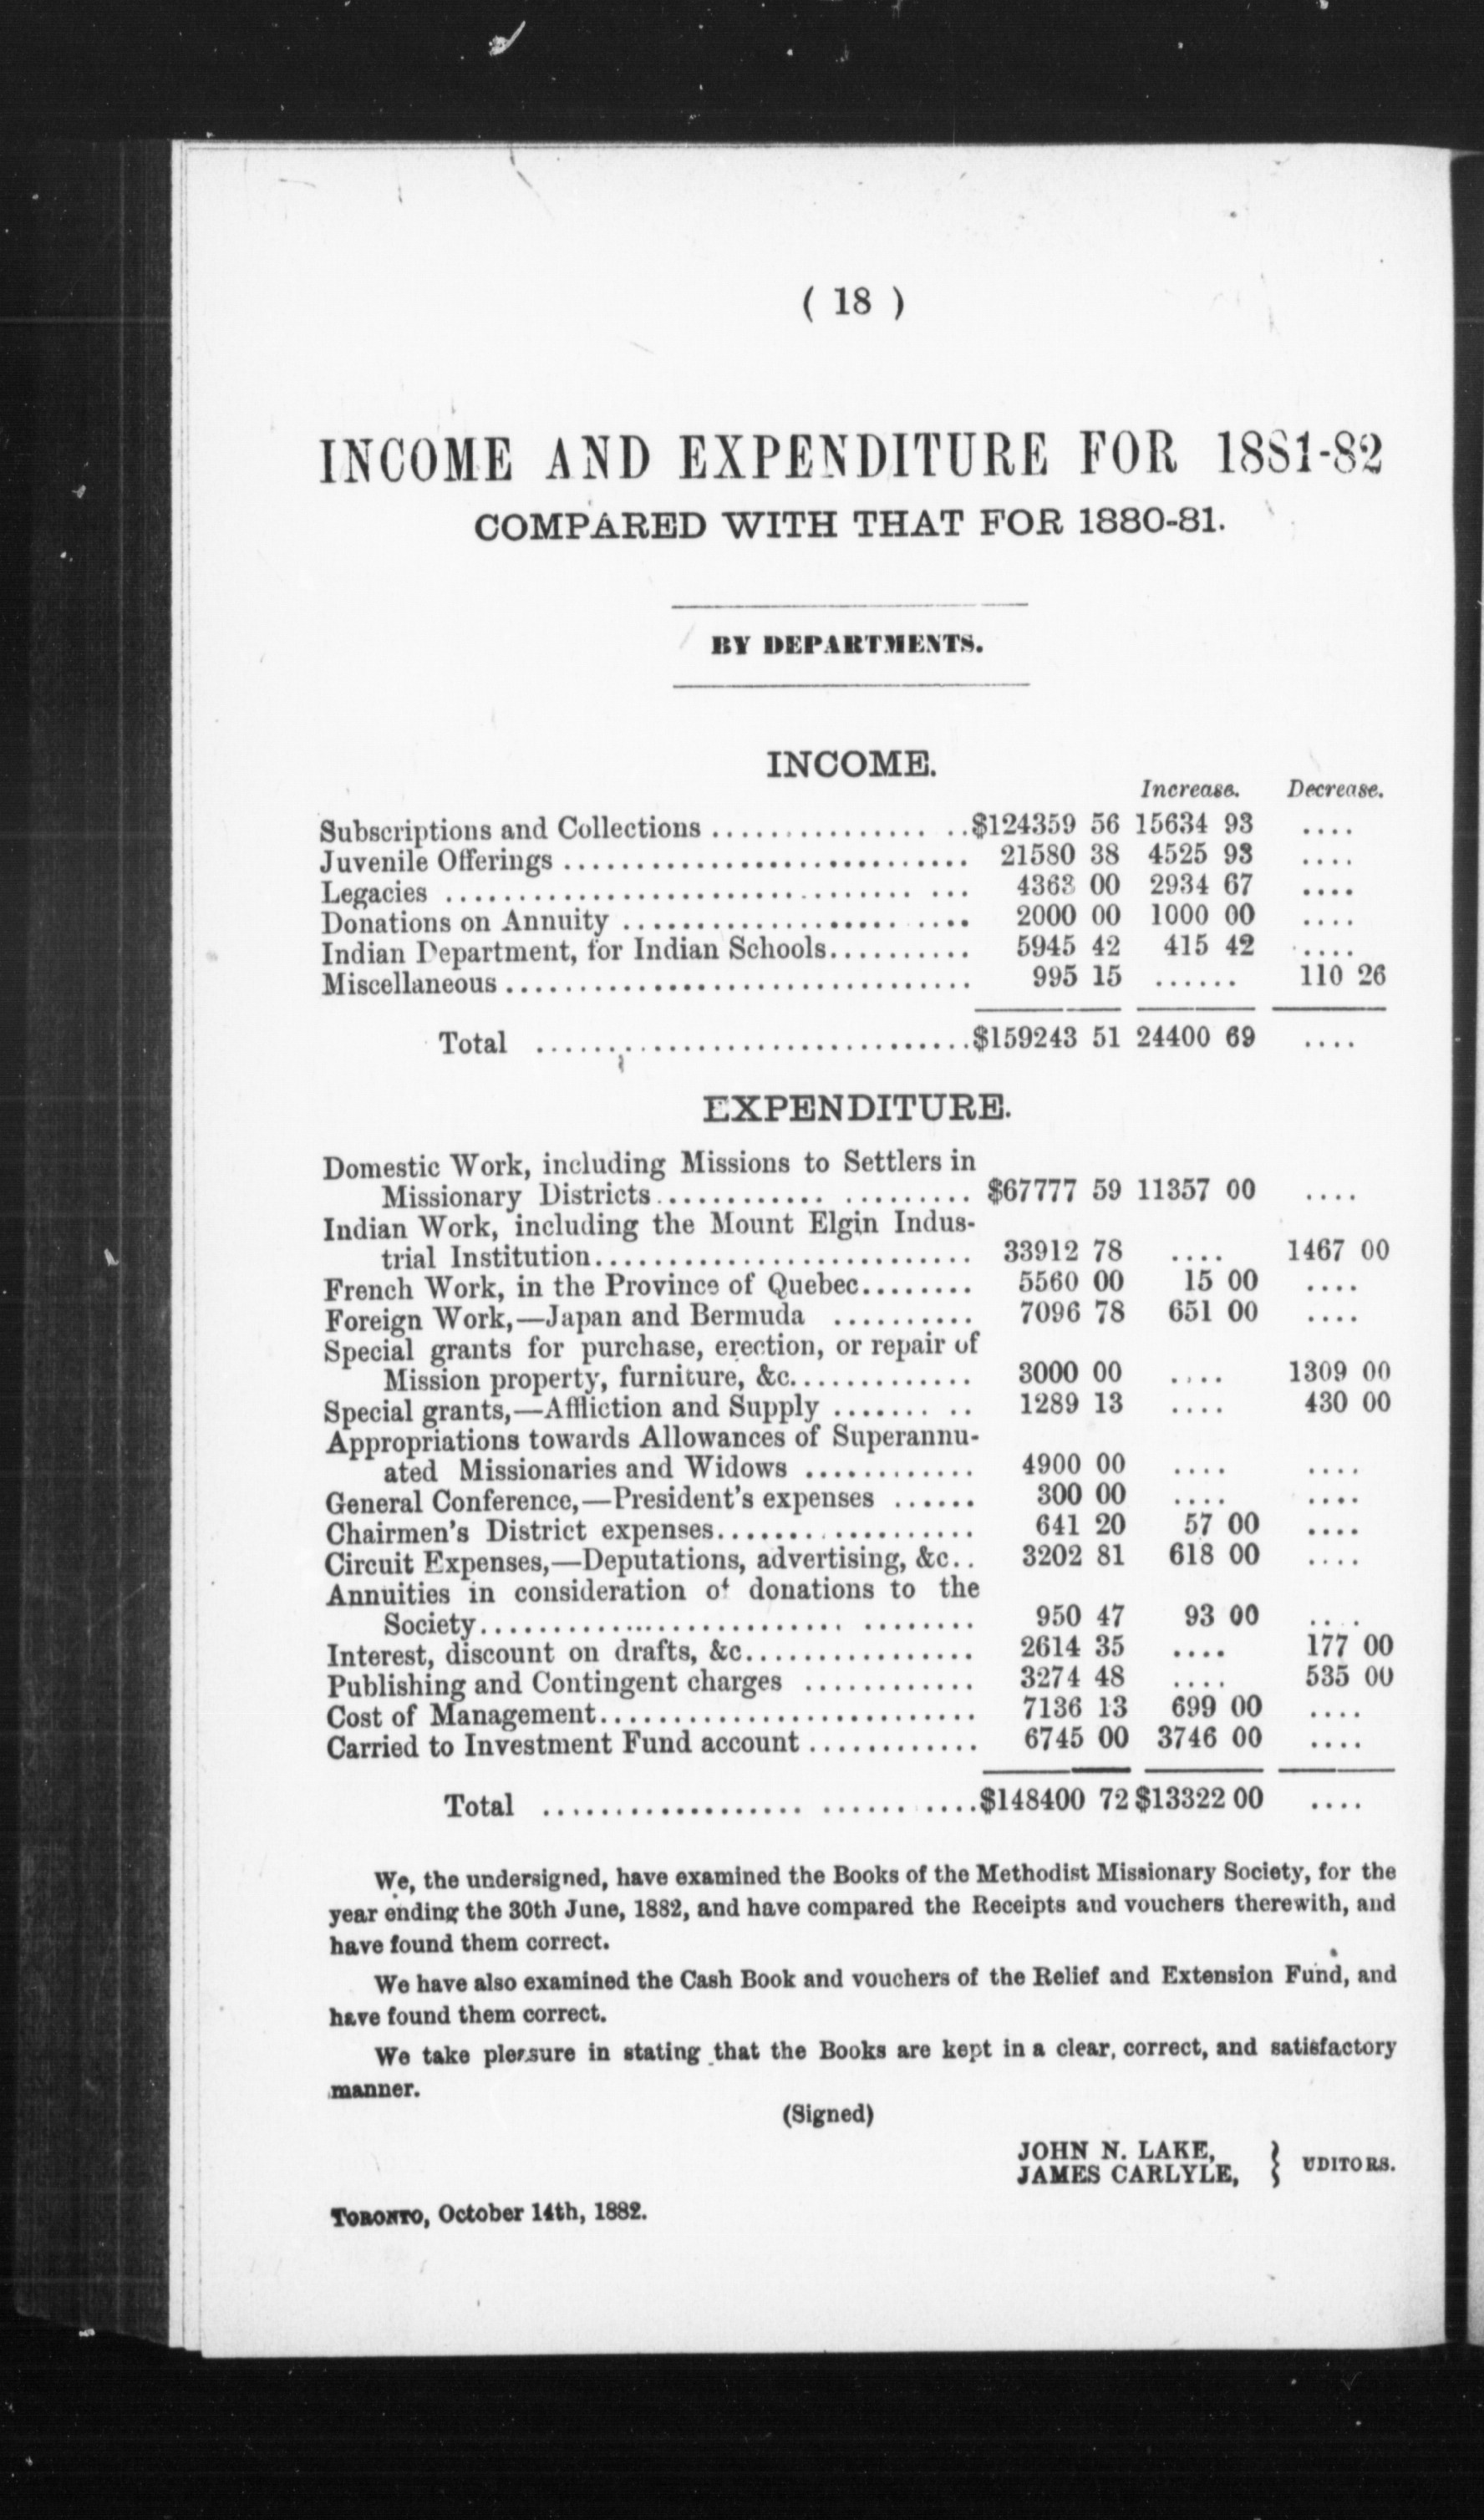 ( 18 )
INCOME AND EXPENDITURE FOR 1881-82
COMPARED WITH THAT FOR 1880-81.
BY DEPARTMENTS.
INCOME.
Increase. Decrease.
Subscriptions and Collections ..................$124359 56 15634 93 ....
Juvenile Offerings ............................ 21580 38 4525 93 ....
Legacies ................................... 4363 00 2934 67 ....
Donations on Annuity ....................... 2000 00 1000 00 ....
Indian Department, for Indian Schools.......... 5945 42 415 42 ....
Miscellaneous ................................ 995 15 ...... 110 26
Total ..............................$159243 51 24400 69 ....
EXPENDITURE.
Domestic Work, including Missions to Settlers in
Missionary Districts ..................... $67777 59 11357 00 ....
Indian Work, including the Mount Elgin Indus-
trial Institution.......................... 33912 78 .... 1467 00
French Work, in the Province of Quebec........ 5560 00 15 00 ....
Foreign Work,—Japan and Bermuda .......... 7096 78 651 00 ....
Special grants for purchase, erection, or repair of
Mission property, furniture, &c............. 3000 00 .... 1309 00
Special grants,—Affliction and Supply ....... .. 1289 13 .... 430 00
Appropriations towards Allowances of Superannu-
ated Missionaries and Widows ............ 4900 00 .... ....
General Conference,—President's expenses ...... 300 00 .... ....
Chairmen's District expenses.................. 641 20 57 00 ....
Circuit Expenses,—Deputations, advertising, &c.. 3202 81 618 00 ....
Annuities in consideration of donations to the
Society................................. 950 47 93 00 ....
Interest, discount on drafts, &c................ 2614 35 .... 177 00
Publishing and Contingent charges ............ 3274 48 .... 535 00
Cost of Management.......................... 7136 13 699 00 ....
Carried to Investment Fund account ............ 6745 00 3746 00 ....
Total ............................$148400 72 $13322 00 ....
We, the undersigned, have examined the Books of the Methodist Missionary Society, for the
year ending the 30th June, 1882, and have compared the Receipts and vouchers therewith, and
have found them correct.
We have also examined the Cash Book and vouchers of the Relief and Extension Fund, and
have found them correct.
We take pleasure in stating that the Books are kept in a clear, correct, and satisfactory
manner.
(Signed)
JOHN N. LAKE,
JAMES CARLYLE, } UDITORS.
TORONTO, October 14th, 1882.